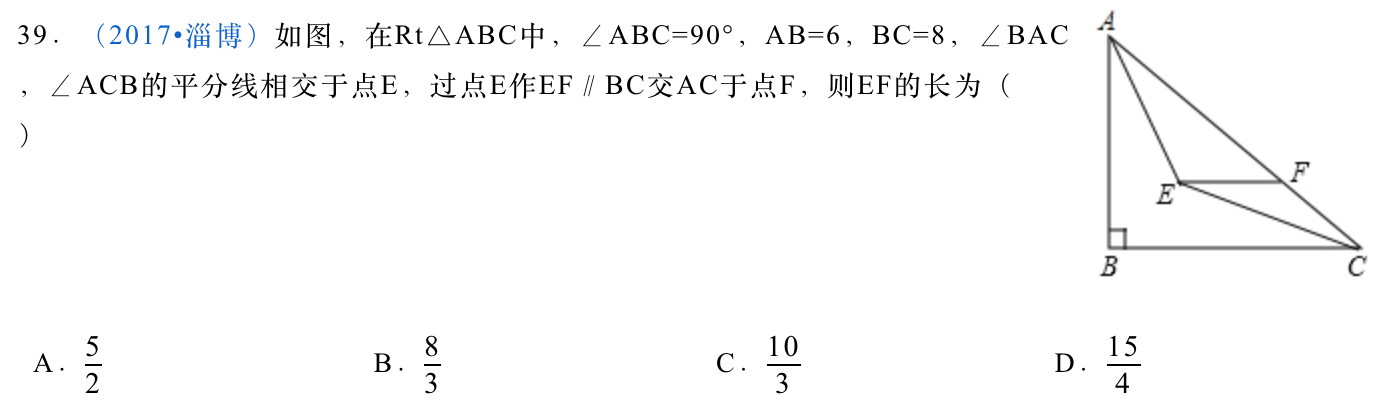 39. （2017•淄博）如图，在Rt△ABC中，∠ABC=90°，AB=6，BC=8，∠BAC
，∠ACB的平分线相交于点E，过点E作EF∥BC交AC于点F，则EF的长为（
）
A
F
E
B
C
A. 5/2 B. 8/3 C. 10/3 D. 15/4